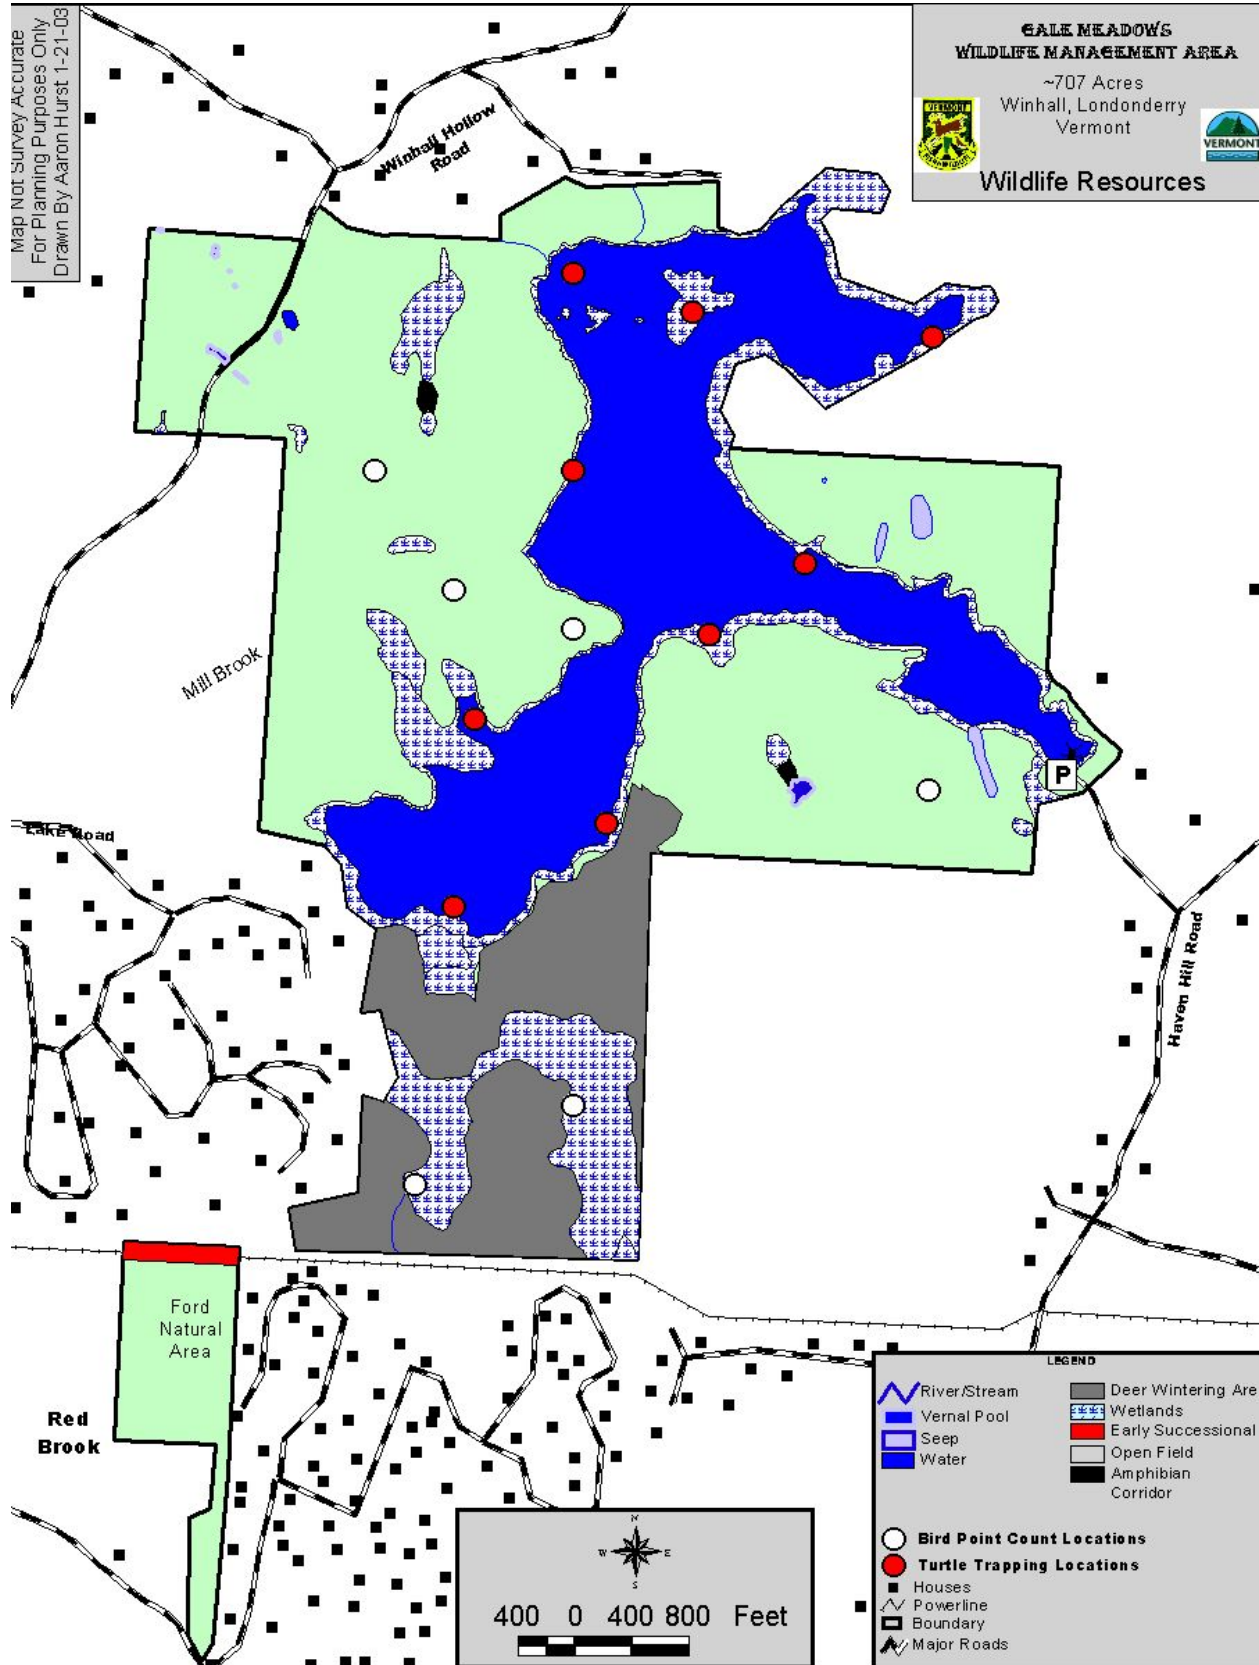 Map Not Survey Accurate
For Planning Purposes Only
Drawn By Aaron Hurst 1-21-03
GALE MEADOWS
WILDLIFE MANAGEMENT AREA
~707 Acres
Winhall, Londonderry
Vermont
VERMONT
VERMONT
Wildlife Resources
Winhall Hollow
Road
Mill Brook
P
Lake Road
Haven Hill Road
Ford
Natural
Area
Red
Brook
LEGEND
River/Stream
Vernal Pool
Seep
Water
Deer Wintering Are
Wetlands
Early Successional
Open Field
Amphibian
Corridor
Bird Point Count Locations
Turtle Trapping Locations
Houses
Powerline
Boundary
Major Roads
N
W E
S
400 0 400 800 Feet